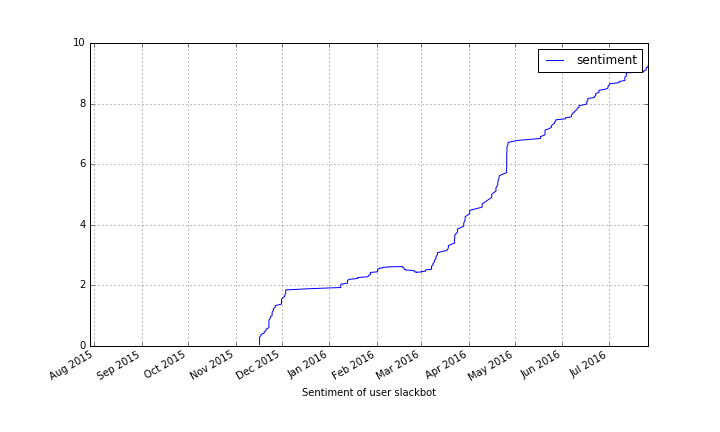 10
sentiment
8
6
4
2
0
Aug 2015
Sep 2015
Oct 2015
Nov 2015
Dec 2015
Jan 2016
Feb 2016
Mar 2016
Apr 2016
May 2016
Jun 2016
Jul 2016
Sentiment of user slackbot